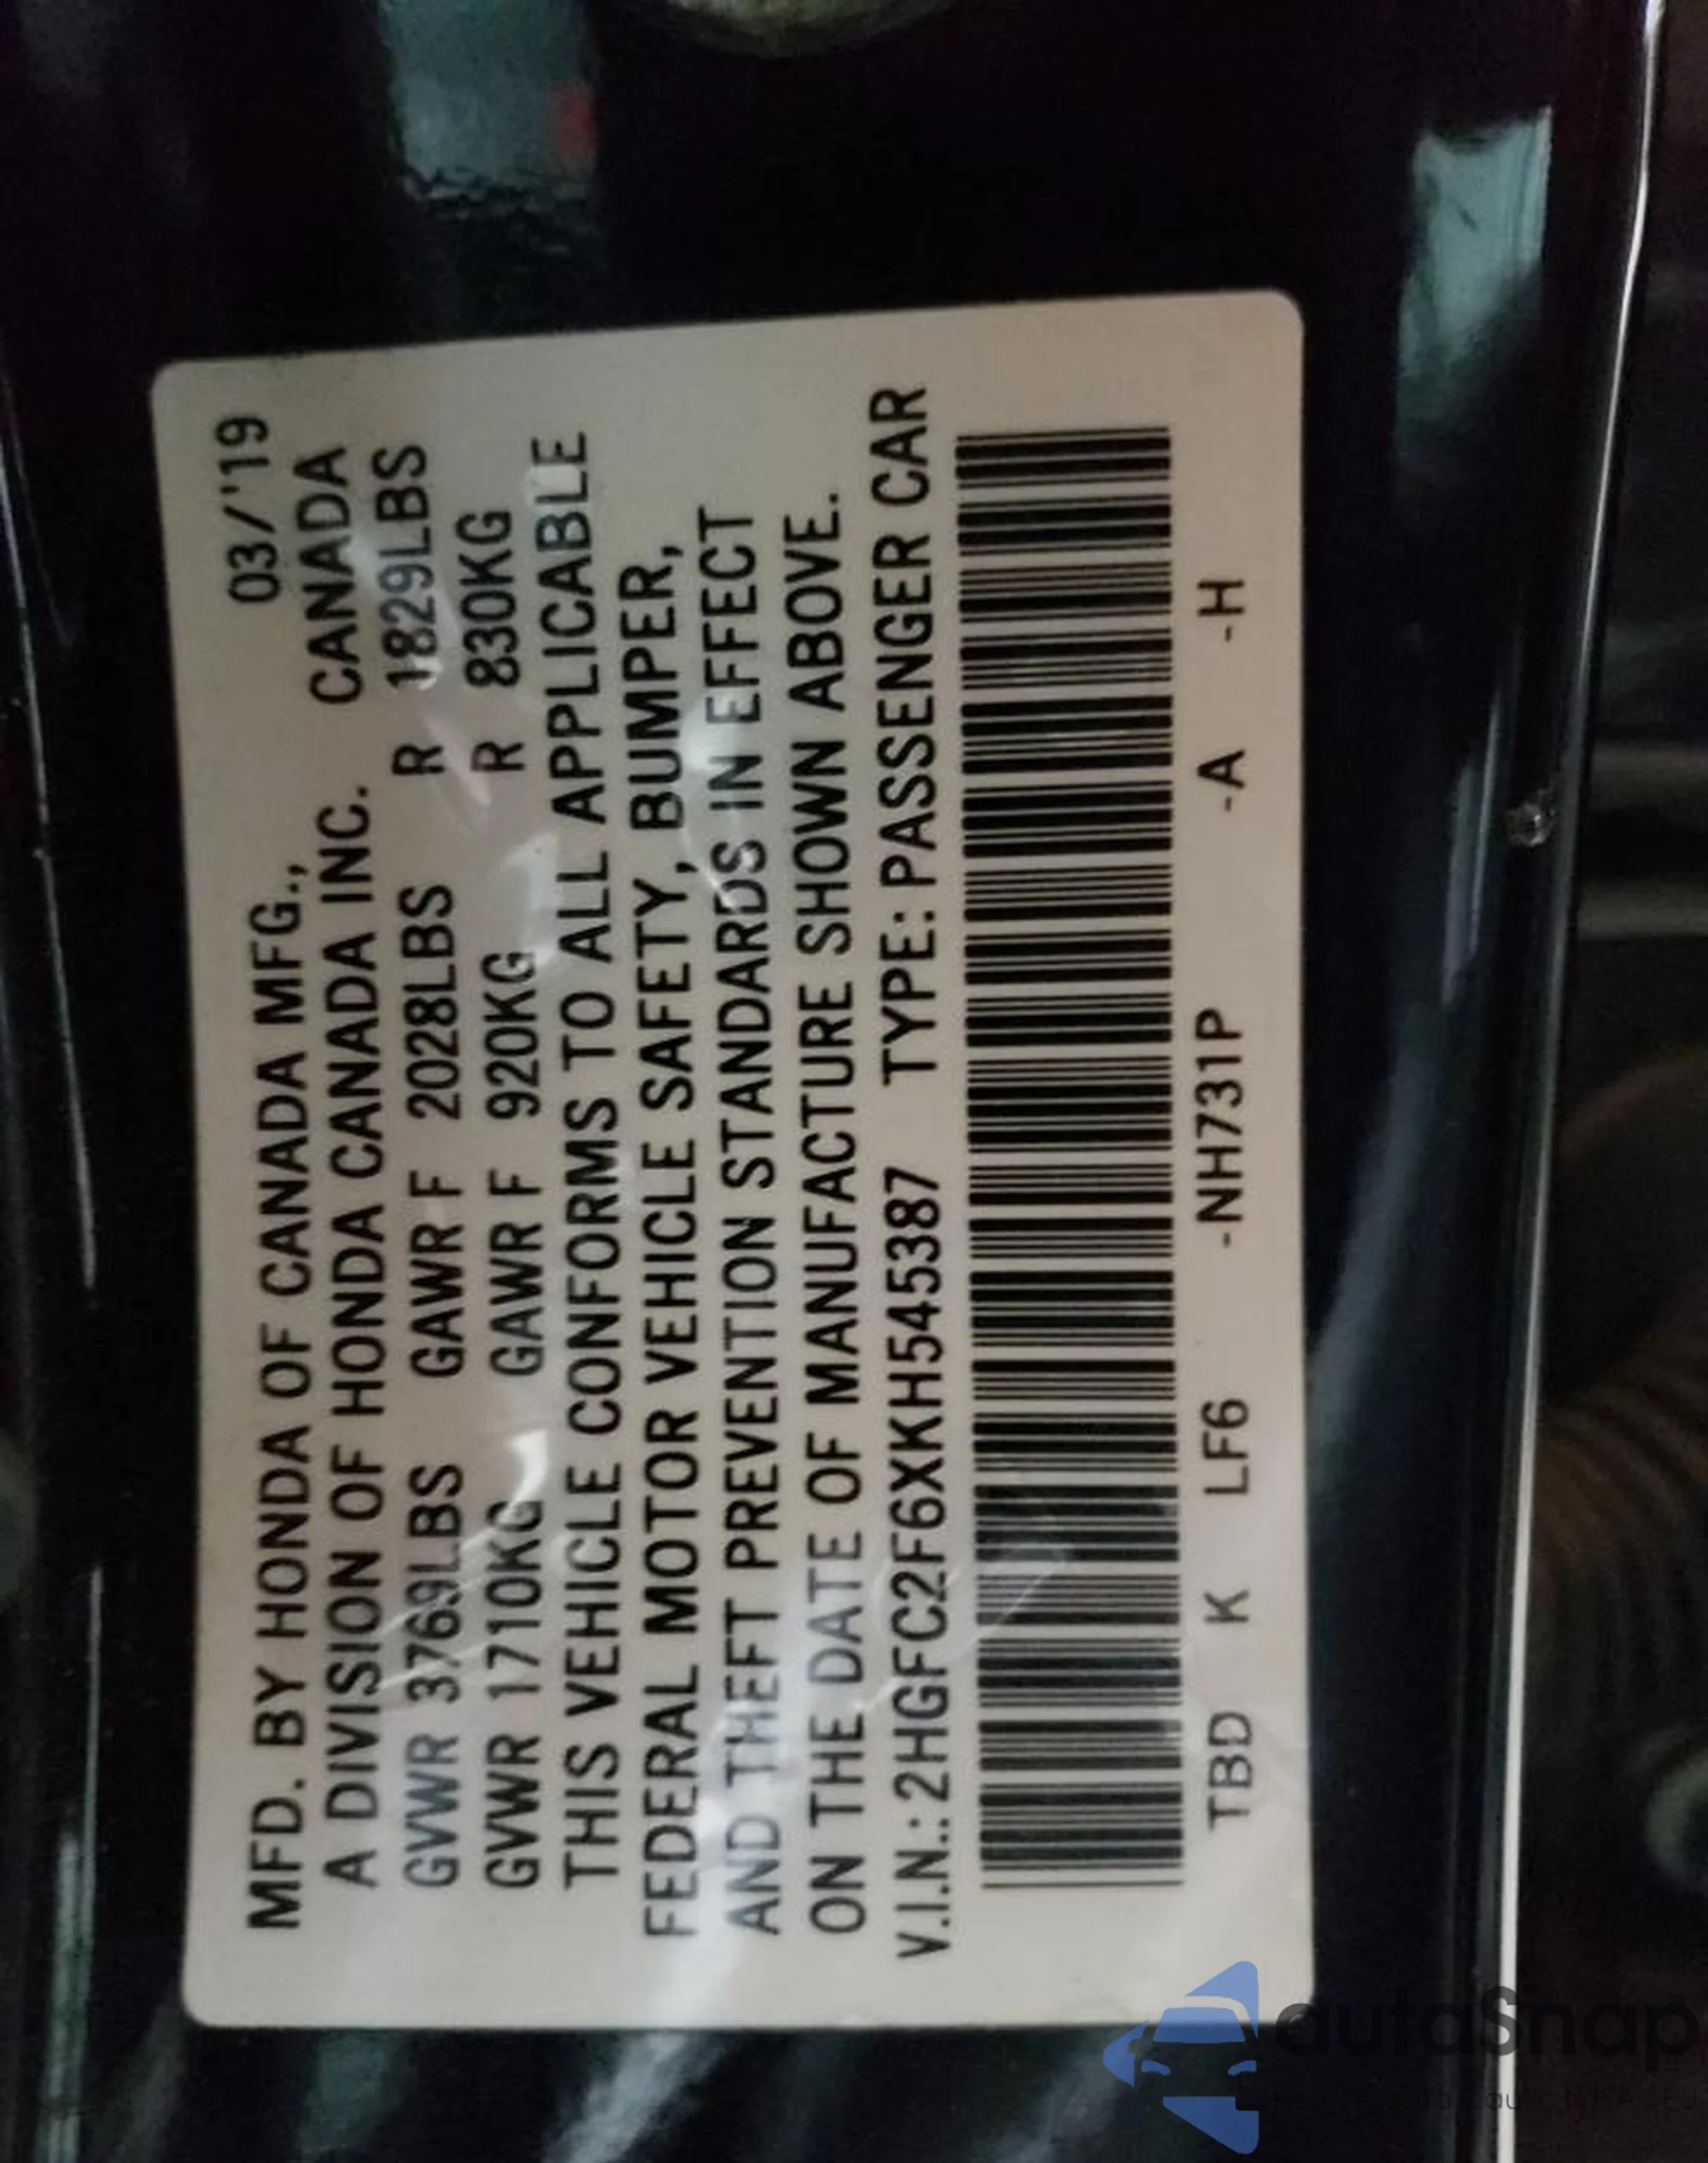 MFD. BY HONDA OF CANADA MFG., 03/'19
A DIVISION OF HONDA CANADA INC. CANADA
GVWR 3769LBS GAWR F 2028LBS R 1829LBS
GVWR 1710KG GAWR F 920KG R 830KG
THIS VEHICLE CONFORMS TO ALL APPLICABLE
FEDERAL MOTOR VEHICLE SAFETY, BUMPER,
AND THEFT PREVENTION STANDARDS IN EFFECT
ON THE DATE OF MANUFACTURE SHOWN ABOVE.
V.I.N.: 2HGFC2F6XKH545387 TYPE: PASSENGER CAR
TBD K LF6 -NH731P -A -H